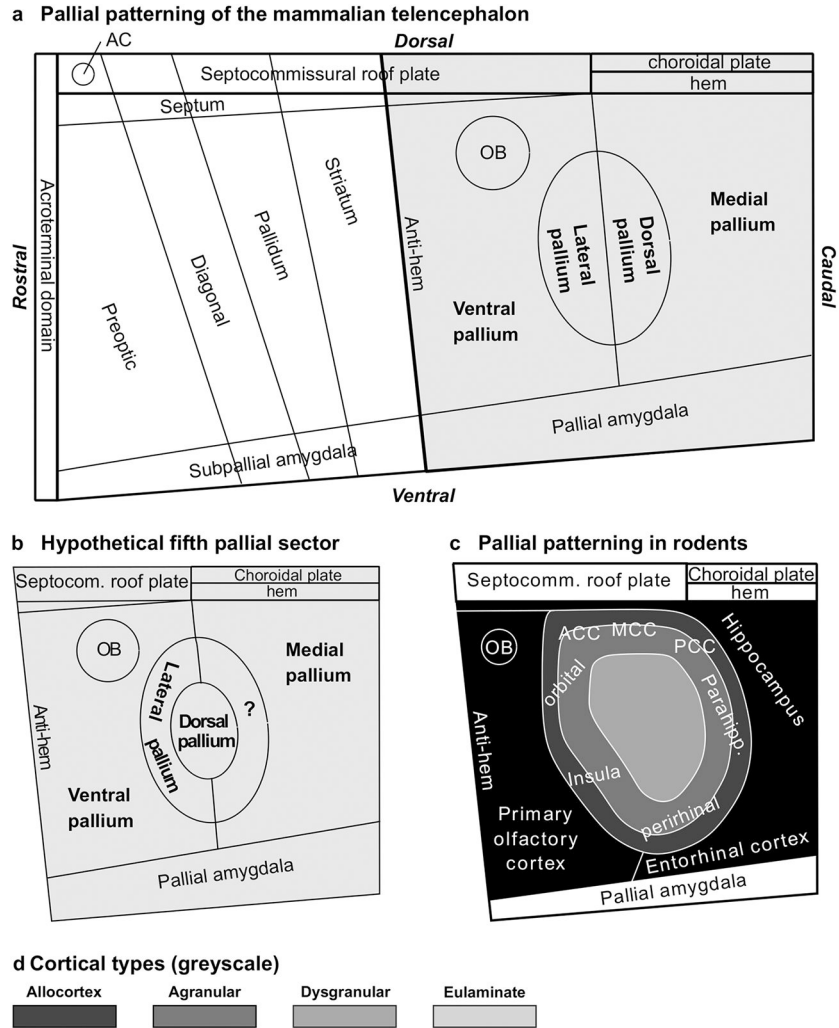 a Pallial patterning of the mammalian telencephalon
AC
Dorsal
Septocommissural roof plate
choroidal plate
hem
Septum
Rostral
Acroterminal domain
Preoptic
Diagonal
Pallidum
Striatum
Anti-hem
OB
Lateral
pallium
Dorsal
pallium
Medial
pallium
Ventral
pallium
Caudal
Pallial amygdala
Subpallial amygdala
Ventral
b Hypothetical fifth pallial sector
Septocom. roof plate
Choroidal plate
hem
OB
Medial
pallium
Lateral
pallium
?
Dorsal
pallium
Anti-hem
Ventral
pallium
Pallial amygdala
c Pallial patterning in rodents
Septocomm. roof plate
Choroidal plate
hem
OB
ACC
MCC
PCC
Hippocampus
orbital
Parahipp.
Anti-hem
Insula
perirhinal
Primary
olfactory
cortex
Entorhinal cortex
Pallial amygdala
d Cortical types (greyscale)
Allocortex
Agranular
Dysgranular
Eulaminate